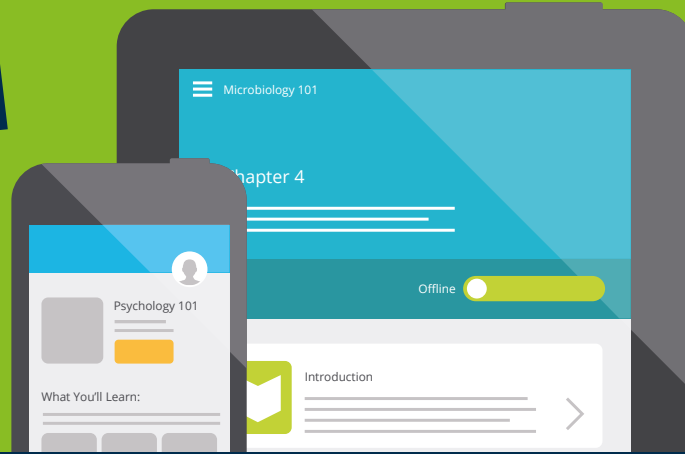 Microbiology 101
hapter 4
Offline
Introduction
Psychology 101
What You'll Learn: